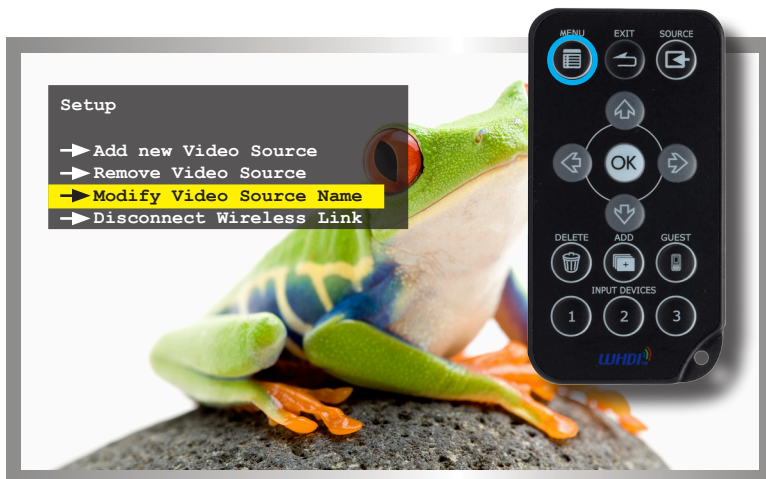 Setup
Add new Video Source
Remove Video Source
Modify Video Source Name
Disconnect Wireless Link
MENU EXIT SOURCE
OK
DELETE ADD GUEST
INPUT DEVICES
1 2 3
WHDI